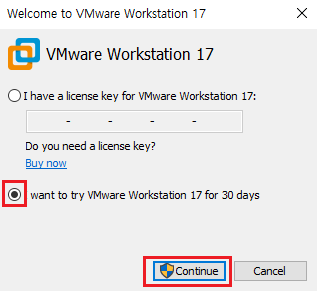 Welcome to VMware Workstation 17
VMware Workstation 17
I have a license key for VMware Workstation 17:
- - - -
Do you need a license key?
Buy now
want to try VMware Workstation 17 for 30 days
Continue
Cancel